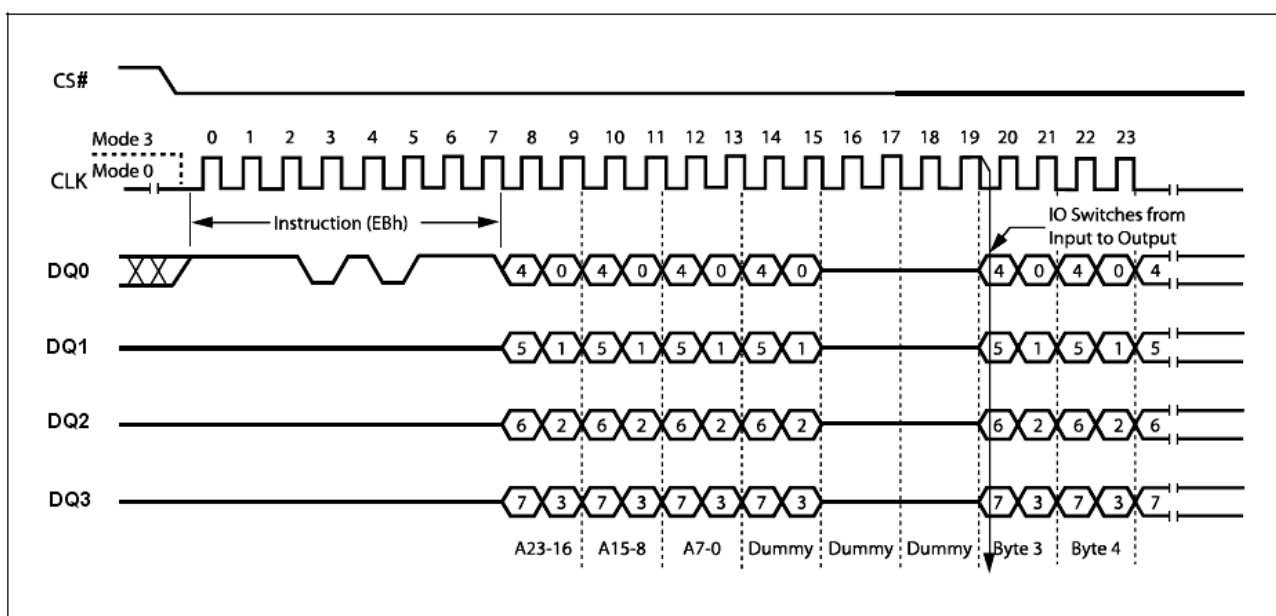 CS#
Mode 3
0 1 2 3 4 5 6 7 8 9 10 11 12 13 14 15 16 17 18 19 20 21 22 23
Mode 0
CLK
Instruction (EBh)
IO Switches from
Input to Output
DQ0
4 0 4 0 4 0 4 0 4 0 4 0 4
DQ1
5 1 5 1 5 1 5 1 5 1 5 1 5
DQ2
6 2 6 2 6 2 6 2 6 2 6 2 6
DQ3
7 3 7 3 7 3 7 3 7 3 7 3 7
A23-16 A15-8 A7-0 Dummy Dummy Dummy Byte 3 Byte 4